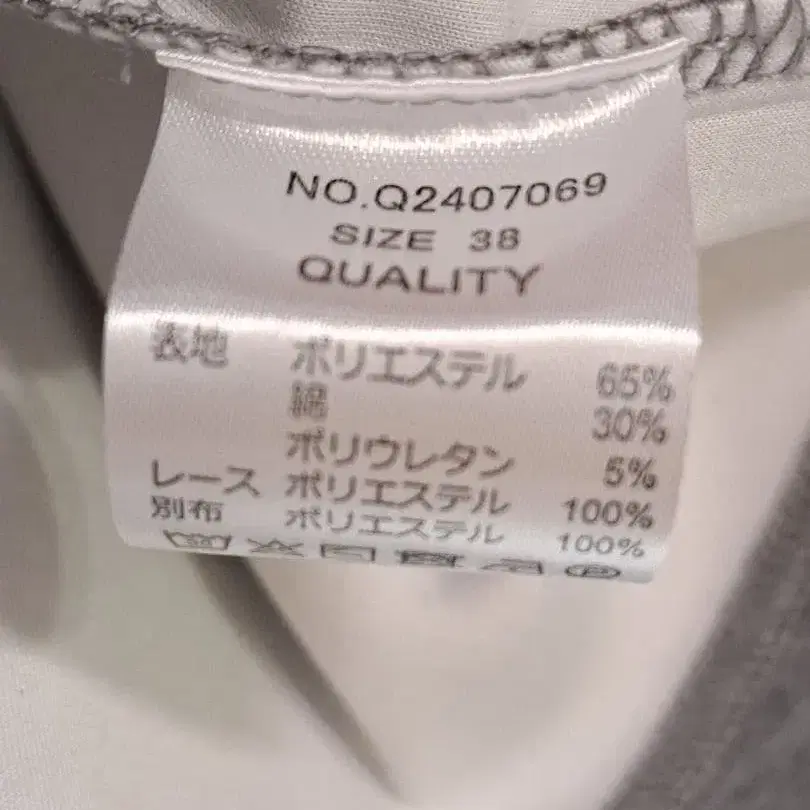 NO.Q2407069
SIZE 38
QUALITY
表地 ポリエステル 65%
綿 30%
ポリウレタン 5%
レース ポリエステル 100%
別布 ポリエステル 100%